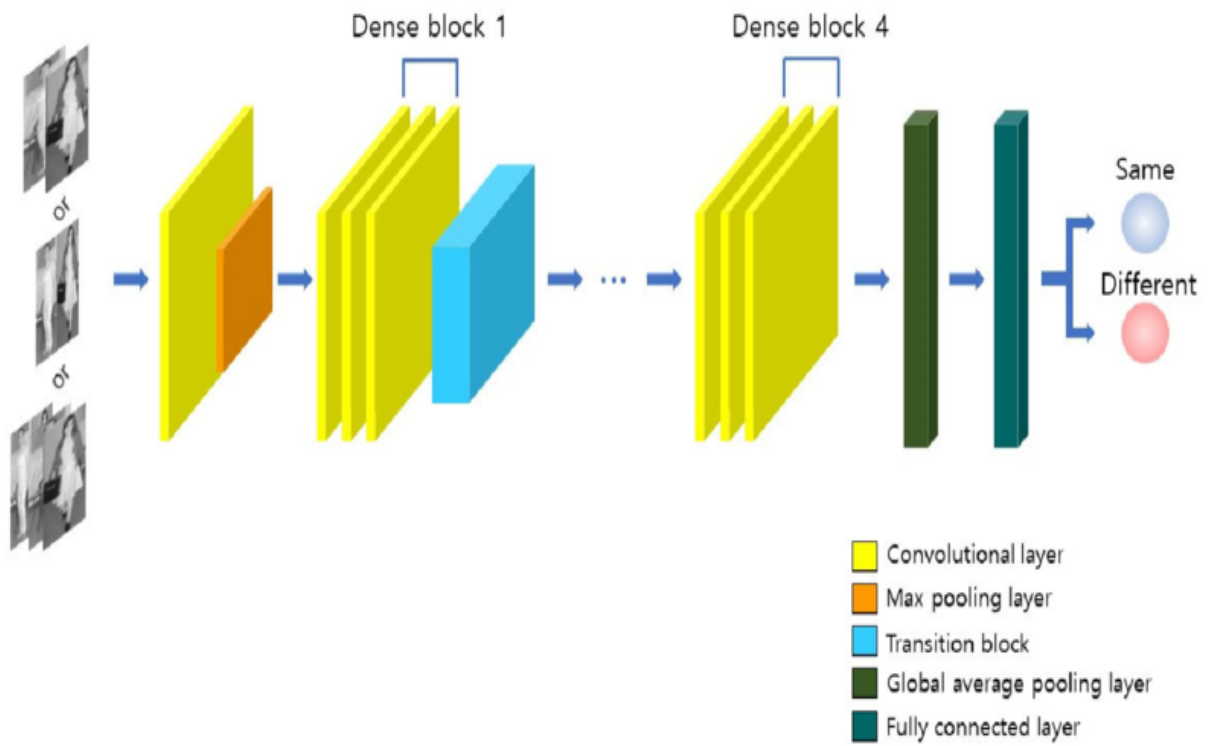 Dense block 1
Dense block 4
or
or
...
Same
Different
Convolutional layer
Max pooling layer
Transition block
Global average pooling layer
Fully connected layer